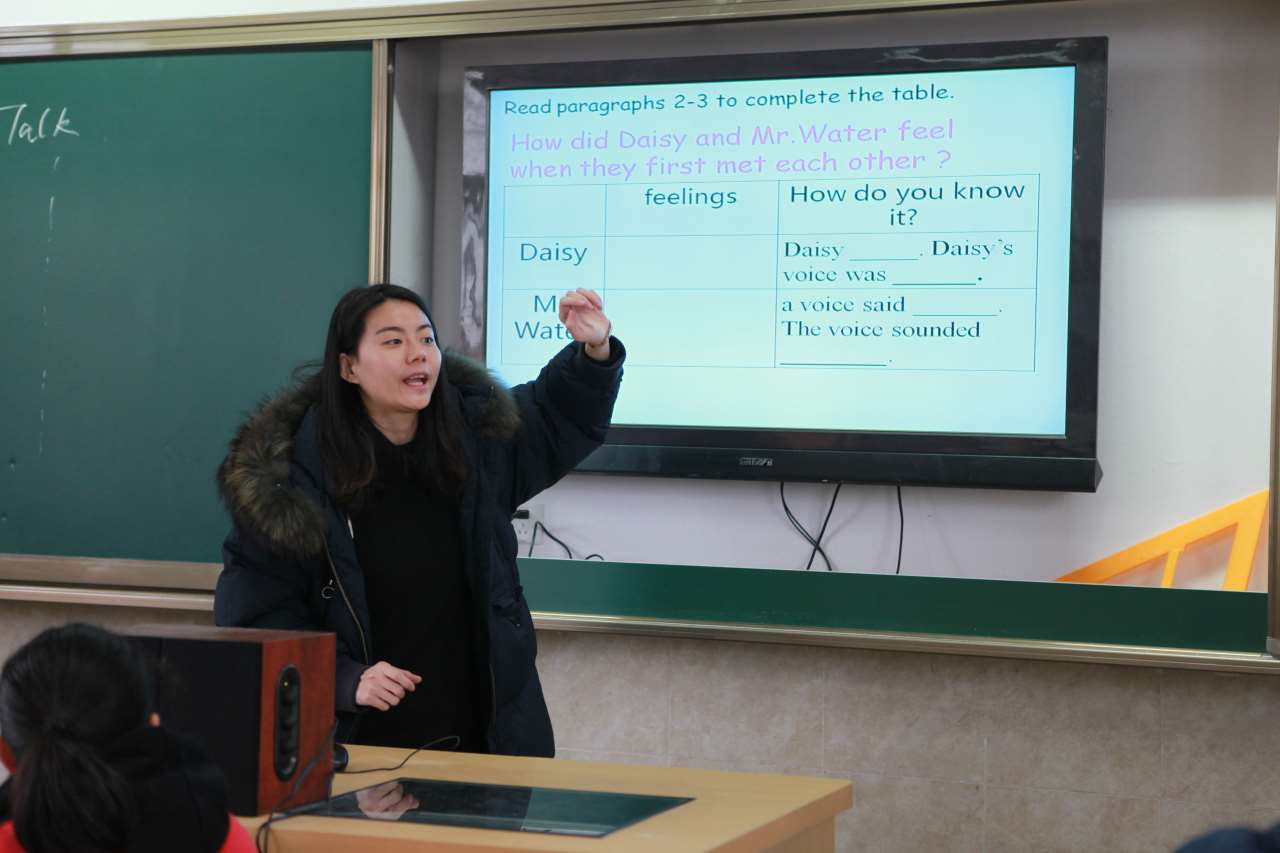 Talk
Read paragraphs 2-3 to complete the table.
How did Daisy and Mr.Water feel
when they first met each other ?
feelings
How do you know
it?
Daisy
Daisy ______. Daisy's
voice was _______.
M
Wate
a voice said _______.
The voice sounded
_________.